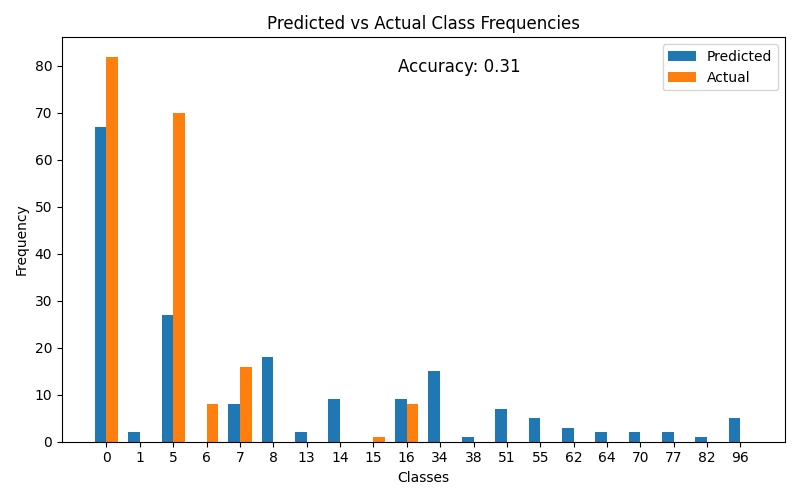 Predicted vs Actual Class Frequencies
Accuracy: 0.31
Predicted
Actual
80
70
60
50
40
30
20
10
0
Frequency
0 1 5 6 7 8 13 14 15 16 34 38 51 55 62 64 70 77 82 96
Classes